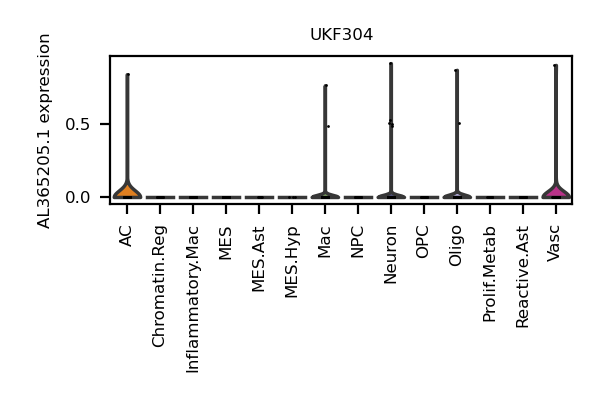 UKF304
AL365205.1 expression
0.5
0.0
AC
Chromatin.Reg
Inflammatory.Mac
MES
MES.Ast
MES.Hyp
Mac
NPC
Neuron
OPC
Oligo
Prolif.Metab
Reactive.Ast
Vasc